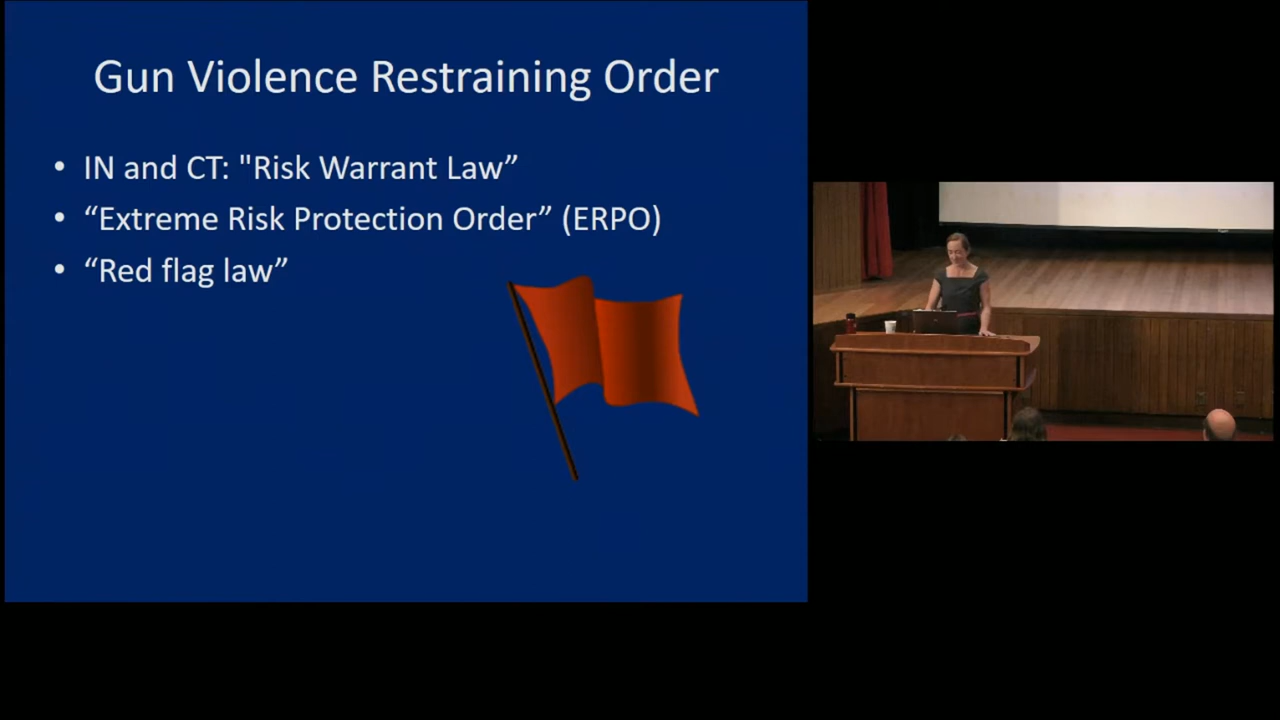 Gun Violence Restraining Order
• IN and CT: "Risk Warrant Law”
• “Extreme Risk Protection Order” (ERPO)
• “Red flag law”